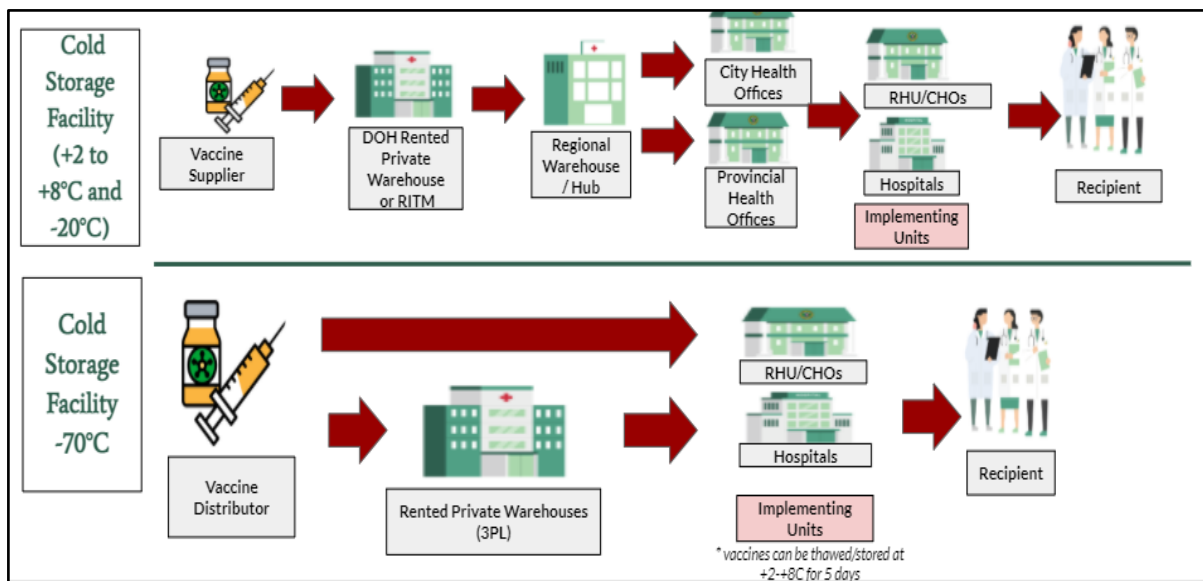 Cold
Storage
Facility
(+2 to
+8°C and
-20°C)
Vaccine
Supplier
DOH Rented
Private
Warehouse
or RITM
Regional
Warehouse
/ Hub
City Health
Offices
Provincial
Health
Offices
RHU/CHOs
Hospitals
Implementing
Units
Recipient
Cold
Storage
Facility
-70°C
Vaccine
Distributor
Rented Private Warehouses
(3PL)
RHU/CHOs
Hospitals
Implementing
Units
* vaccines can be thawed/stored at
+2-+8C for 5 days
Recipient